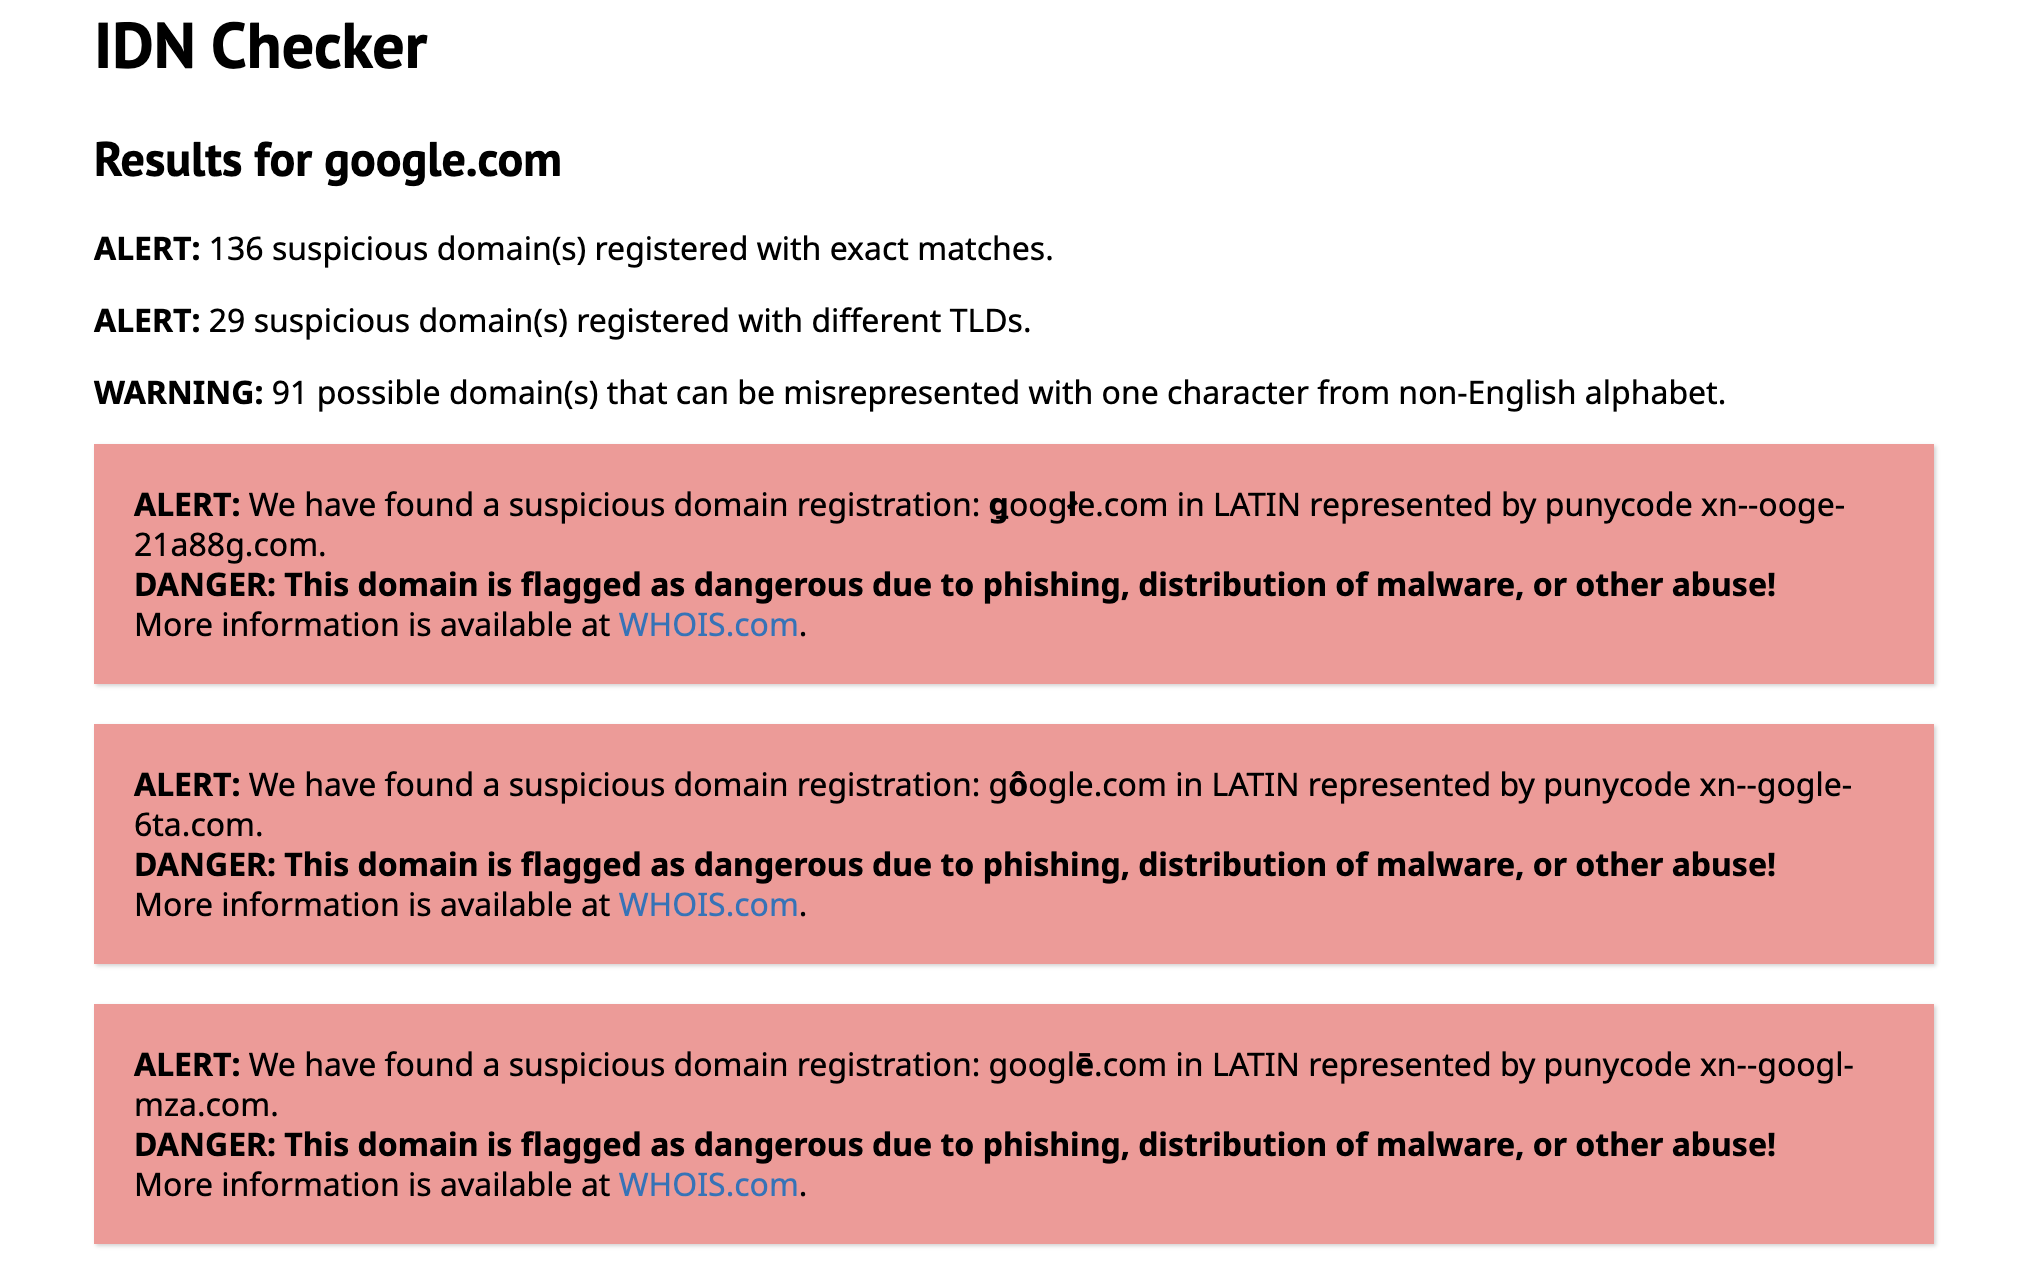 IDN Checker
Results for google.com
ALERT: 136 suspicious domain(s) registered with exact matches.
ALERT: 29 suspicious domain(s) registered with different TLDs.
WARNING: 91 possible domain(s) that can be misrepresented with one character from non-English alphabet.
ALERT: We have found a suspicious domain registration: ǥoogłe.com in LATIN represented by punycode xn--ooge-
21a88g.com.
DANGER: This domain is flagged as dangerous due to phishing, distribution of malware, or other abuse!
More information is available at WHOIS.com.
ALERT: We have found a suspicious domain registration: gôogle.com in LATIN represented by punycode xn--gogle-
6ta.com.
DANGER: This domain is flagged as dangerous due to phishing, distribution of malware, or other abuse!
More information is available at WHOIS.com.
ALERT: We have found a suspicious domain registration: googlē.com in LATIN represented by punycode xn--googl-
mza.com.
DANGER: This domain is flagged as dangerous due to phishing, distribution of malware, or other abuse!
More information is available at WHOIS.com.